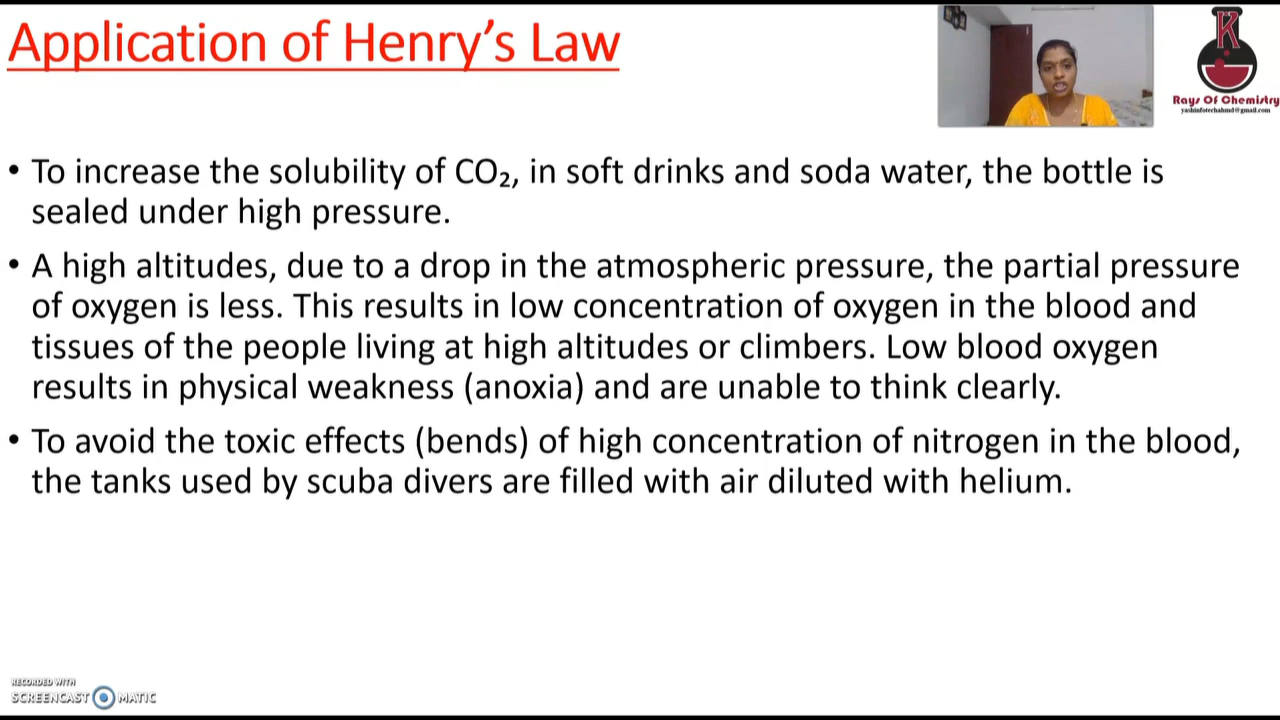 Application of Henry's Law
K
Rays Of Chemistry
yashinfotechahmd@gmail.com
• To increase the solubility of CO₂, in soft drinks and soda water, the bottle is
sealed under high pressure.
• A high altitudes, due to a drop in the atmospheric pressure, the partial pressure
of oxygen is less. This results in low concentration of oxygen in the blood and
tissues of the people living at high altitudes or climbers. Low blood oxygen
results in physical weakness (anoxia) and are unable to think clearly.
• To avoid the toxic effects (bends) of high concentration of nitrogen in the blood,
the tanks used by scuba divers are filled with air diluted with helium.
RECORDED WITH
SCREENCAST MATIC